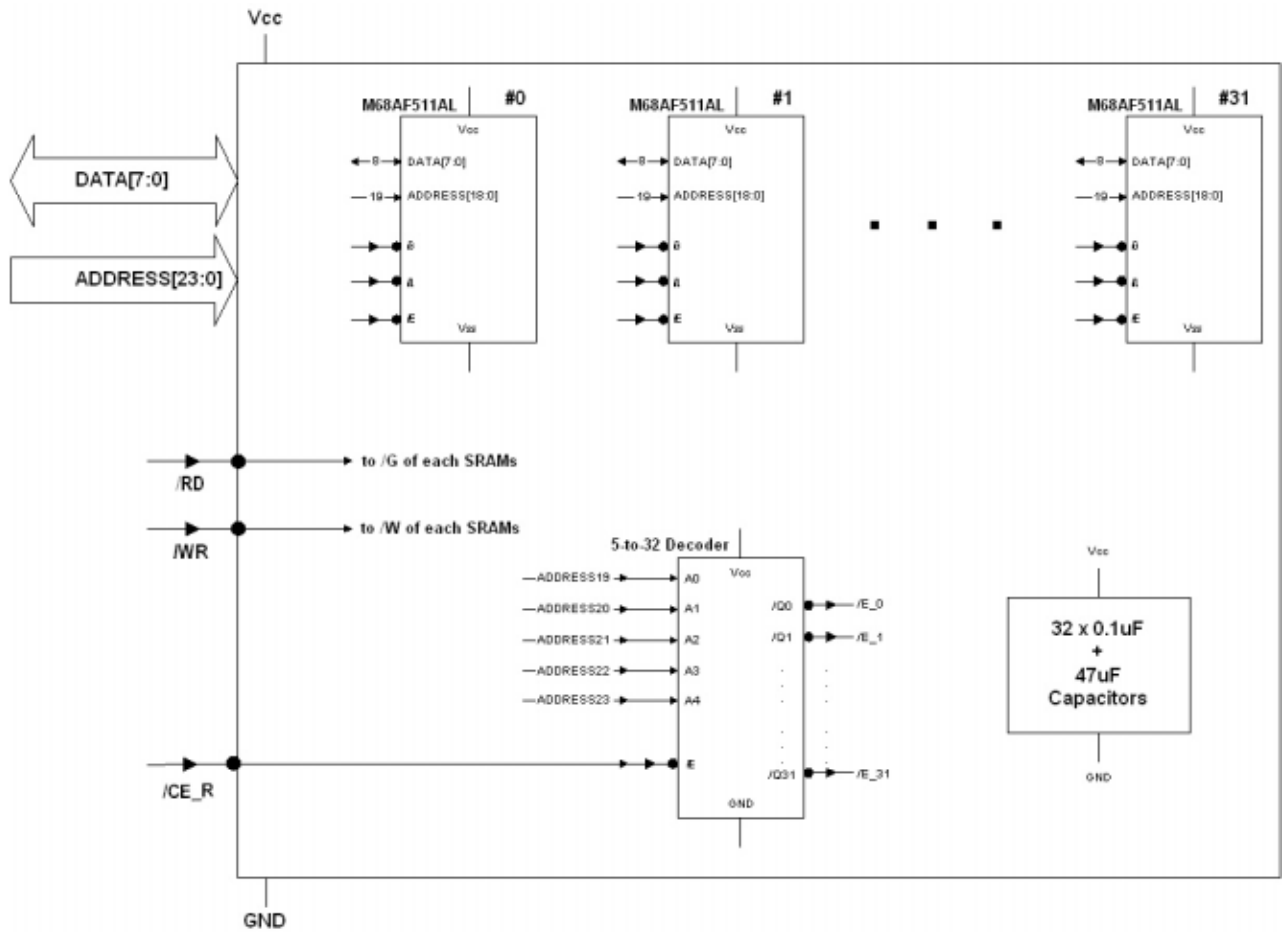 Vcc
M68AF511AL #0
Vcc
8 DATA[7:0]
19 ADDRESS[18:0]
E
Vss
M68AF511AL #1
Vcc
8 DATA[7:0]
19 ADDRESS[18:0]
E
Vss
. . .
M68AF511AL #31
Vcc
8 DATA[7:0]
19 ADDRESS[18:0]
E
Vss
DATA[7:0]
ADDRESS[23:0]
/RD
to /G of each SRAMs
/WR
to /W of each SRAMs
5-to-32 Decoder
Vcc
ADDRESS19 A0
ADDRESS20 A1
ADDRESS21 A2
ADDRESS22 A3
ADDRESS23 A4
E
/Q0 /E_0
/Q1 /E_1
/Q31 /E_31
GND
/CE_R
Vcc
32 x 0.1uF
+
47uF
Capacitors
GND
GND